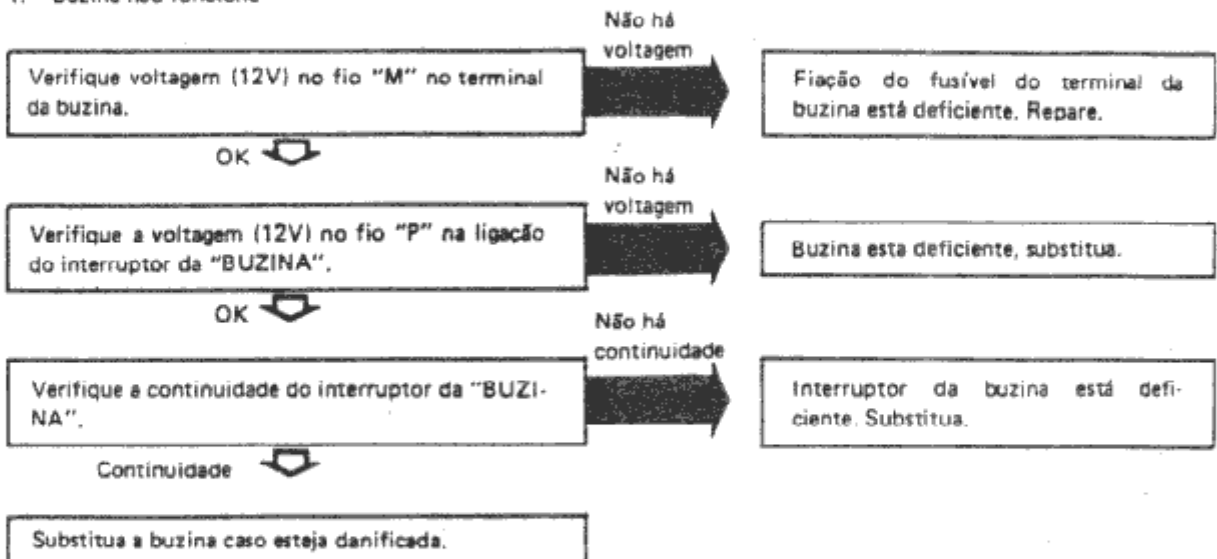 Não há
voltagem
Verifique voltagem (12V) no fio "M" no terminal
da buzina.
Fiação do fusível do terminal da
buzina está deficiente. Repare.
OK
Não há
voltagem
Verifique a voltagem (12V) no fio "P" na ligação
do interruptor da "BUZINA".
Buzina esta deficiente, substitua.
OK
Não há
continuidade
Verifique a continuidade do interruptor da "BUZI-
NA".
Interruptor da buzina está defi-
ciente. Substitua.
Continuidade
Substitua a buzina caso esteja danificada.